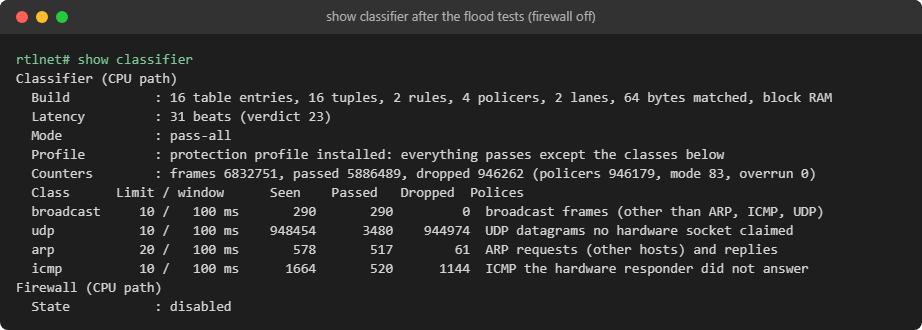 show classifier after the flood tests (firewall off)
rtlnet# show classifier
Classifier (CPU path)
Build : 16 table entries, 16 tuples, 2 rules, 4 policers, 2 lanes, 64 bytes matched, block RAM
Latency : 31 beats (verdict 23)
Mode : pass-all
Profile : protection profile installed: everything passes except the classes below
Counters : frames 6832751, passed 5886489, dropped 946262 (policers 946179, mode 83, overrun 0)
Class Limit / window Seen Passed Dropped Polices
broadcast 10 / 100 ms 290 290 0 broadcast frames (other than ARP, ICMP, UDP)
udp 10 / 100 ms 948454 3480 944974 UDP datagrams no hardware socket claimed
arp 20 / 100 ms 578 517 61 ARP requests (other hosts) and replies
icmp 10 / 100 ms 1664 520 1144 ICMP the hardware responder did not answer
Firewall (CPU path)
State : disabled